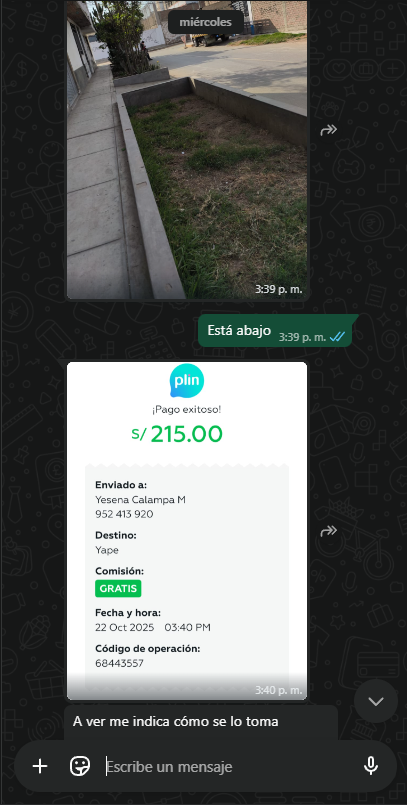 miércoles
3:39 p. m.
Está abajo
3:39 p. m.
plin
¡Pago exitoso!
S/ 215.00
Enviado a:
Yesena Calampa M
952 413 920
Destino:
Yape
Comisión:
GRATIS
Fecha y hora:
22 Oct 2025 03:40 PM
Código de operación:
68443557
3:40 p. m.
A ver me indica cómo se lo toma
Escribe un mensaje